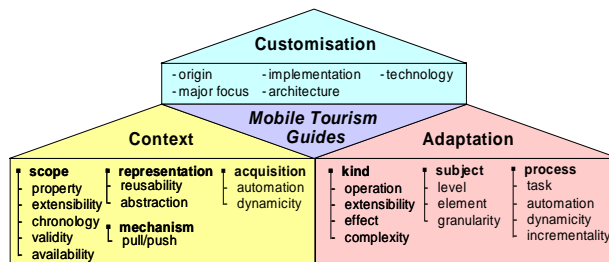 Customisation
- origin - implementation - technology
- major focus - architecture
Mobile Tourism
Guides
Context
▪ scope
- property
- extensibility
- chronology
- validity
- availability
▪ representation
- reusability
- abstraction
▪ mechanism
- pull/push
▪ acquisition
- automation
- dynamicity
Adaptation
▪ kind
- operation
- extensibility
- effect
- complexity
▪ subject
- level
- element
- granularity
▪ process
- task
- automation
- dynamicity
- incrementality